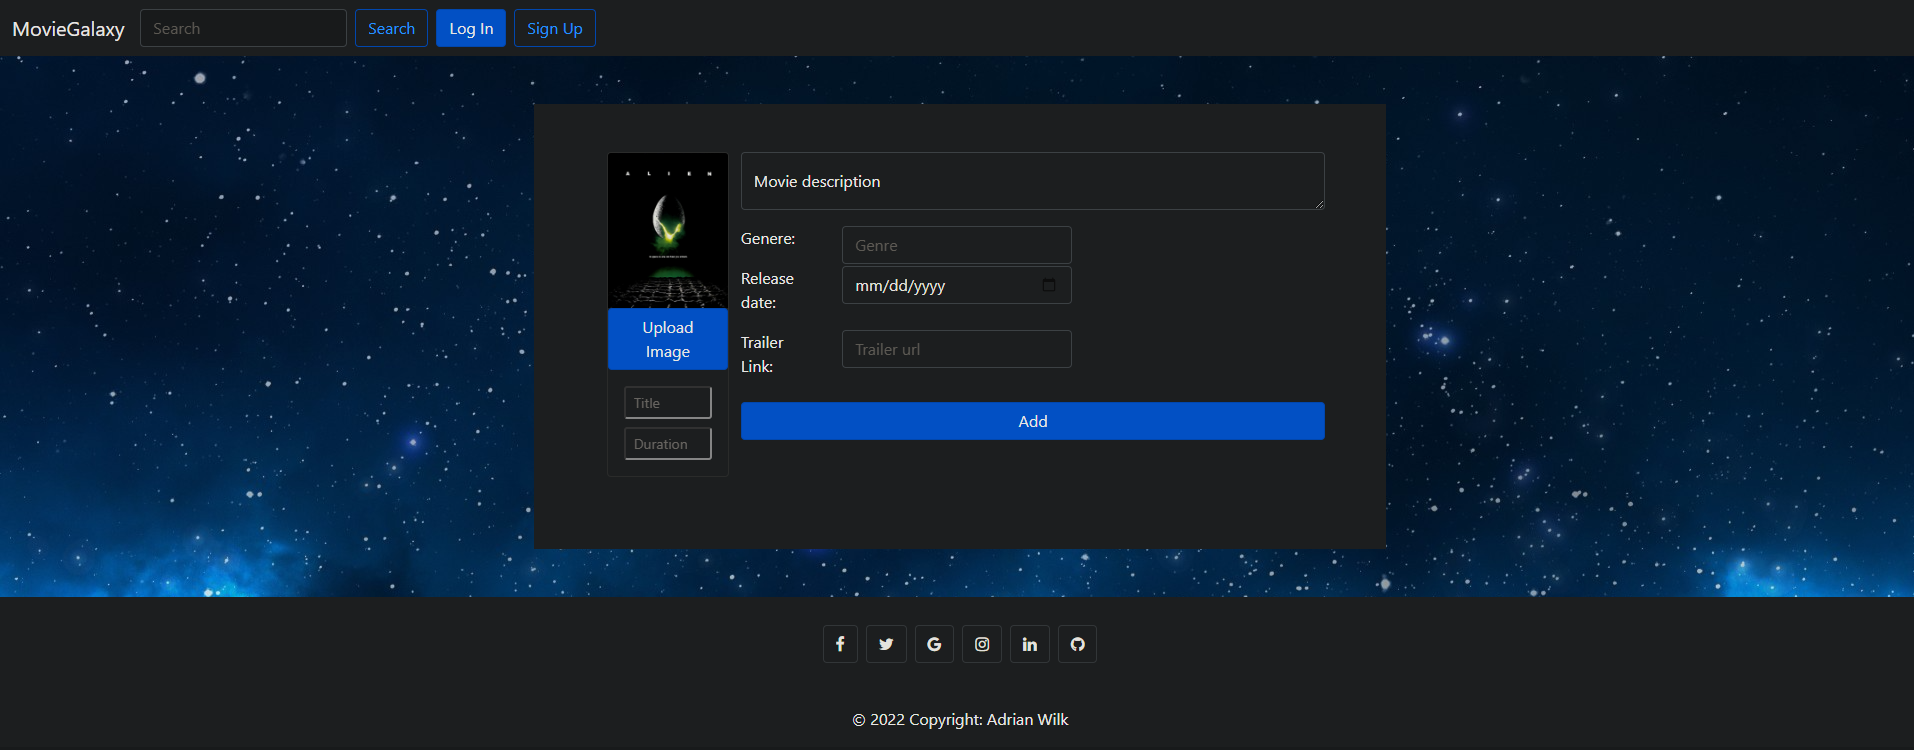 MovieGalaxy Search Search Log In Sign Up
A L I E N
Movie description
Genere: Genre
Release
date:
mm/dd/yyyy
Upload
Image
Trailer
Link:
Trailer url
Title
Duration
Add
© 2022 Copyright: Adrian Wilk